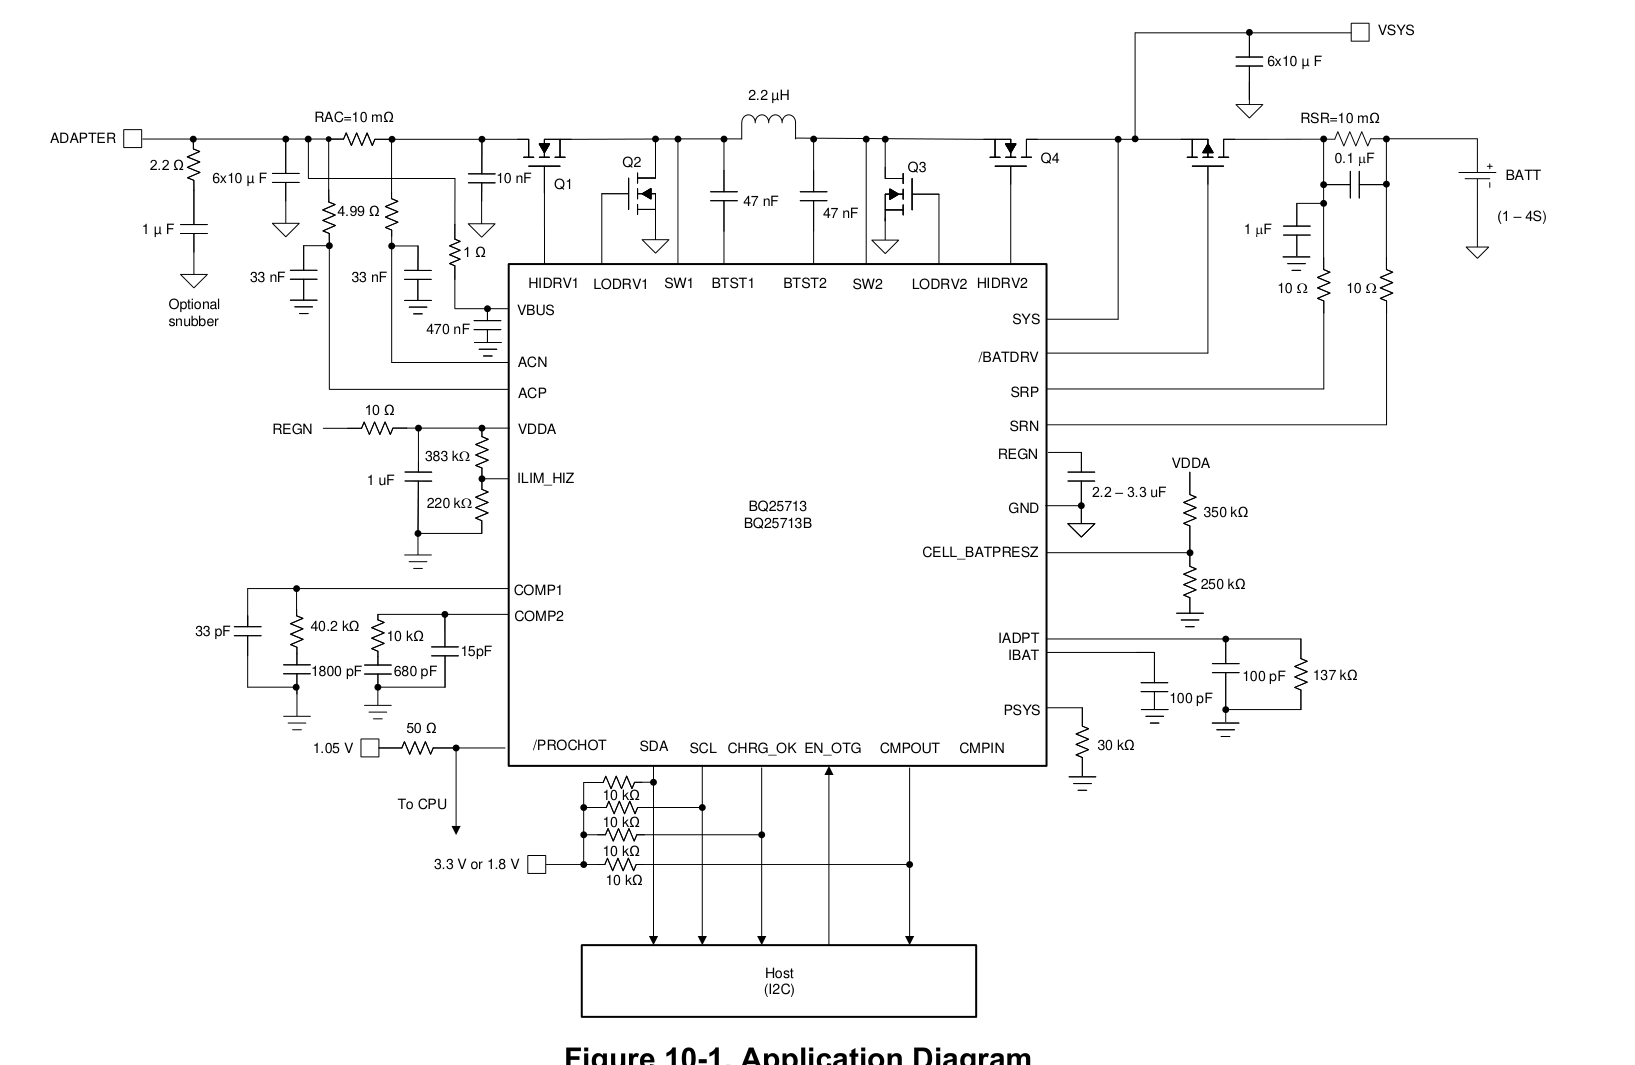 VSYS
6x10 µ F
2.2 µH
RAC=10 mΩ
RSR=10 mΩ
ADAPTER
2.2 Ω
6x10 µ F
10 nF
Q1
Q2
Q3
Q4
0.1 µF
BATT
+
-
(1 – 4S)
1 µ F
4.99 Ω
47 nF
47 nF
1 µF
1 Ω
33 nF
33 nF
10 Ω
10 Ω
Optional
snubber
HIDRV1
LODRV1
SW1
BTST1
BTST2
SW2
LODRV2
HIDRV2
VBUS
470 nF
SYS
/BATDRV
ACN
ACP
SRP
SRN
10 Ω
REGN
VDDA
REGN
383 kΩ
ILIM_HIZ
1 uF
220 kΩ
2.2 – 3.3 uF
GND
VDDA
350 kΩ
BQ25713
BQ25713B
CELL_BATPRESZ
250 kΩ
COMP1
COMP2
33 pF
40.2 kΩ
10 kΩ
15pF
1800 pF
680 pF
IADPT
IBAT
100 pF
137 kΩ
100 pF
PSYS
30 kΩ
50 Ω
1.05 V
/PROCHOT
SDA
SCL
CHRG_OK
EN_OTG
CMPOUT
CMPIN
To CPU
10 kΩ
10 kΩ
10 kΩ
3.3 V or 1.8 V
10 kΩ
Host
(I2C)
Figure 10-1. Application Diagram